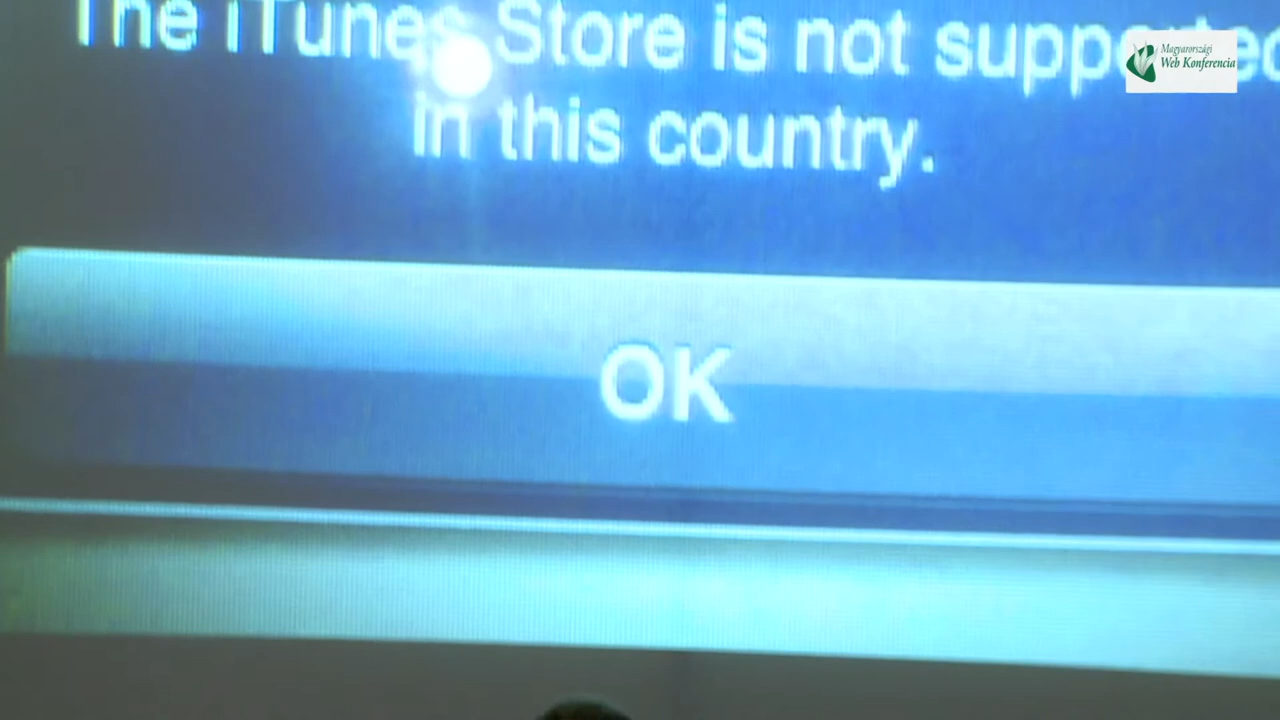 The iTunes Store is not supported
in this country.
OK
Magyarországi
Web Konferencia